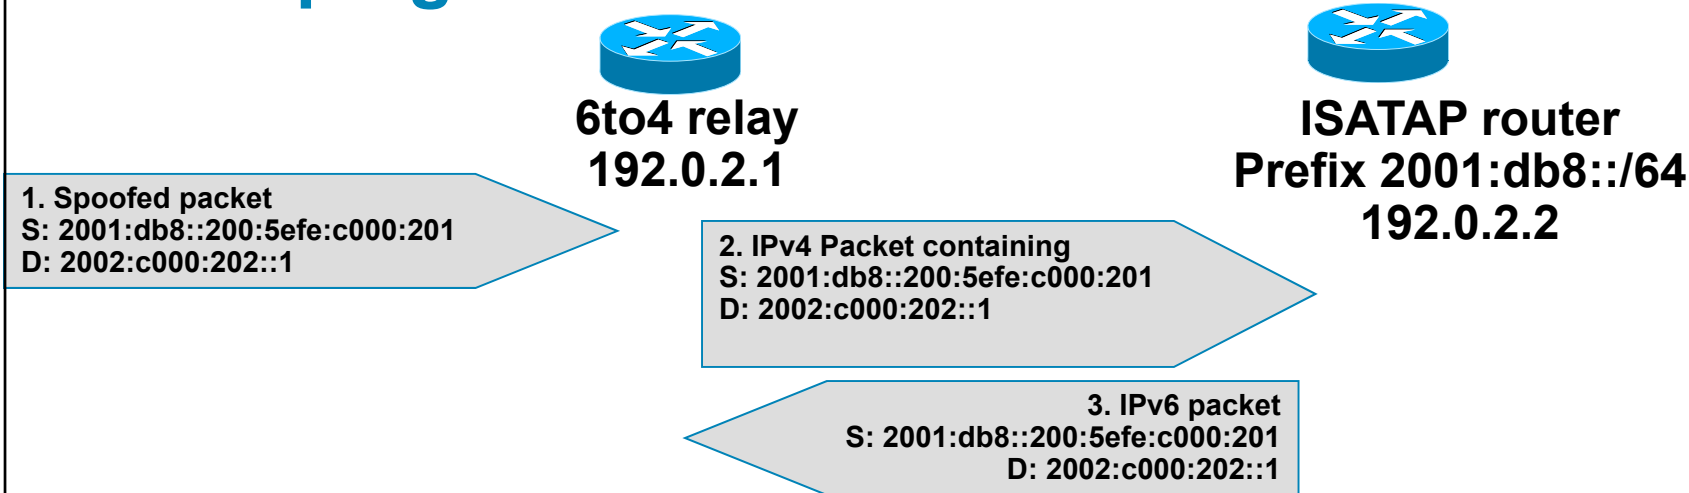 6to4 relay
192.0.2.1
ISATAP router
Prefix 2001:db8::/64
192.0.2.2
1. Spoofed packet
S: 2001:db8::200:5efe:c000:201
D: 2002:c000:202::1
2. IPv4 Packet containing
S: 2001:db8::200:5efe:c000:201
D: 2002:c000:202::1
3. IPv6 packet
S: 2001:db8::200:5efe:c000:201
D: 2002:c000:202::1